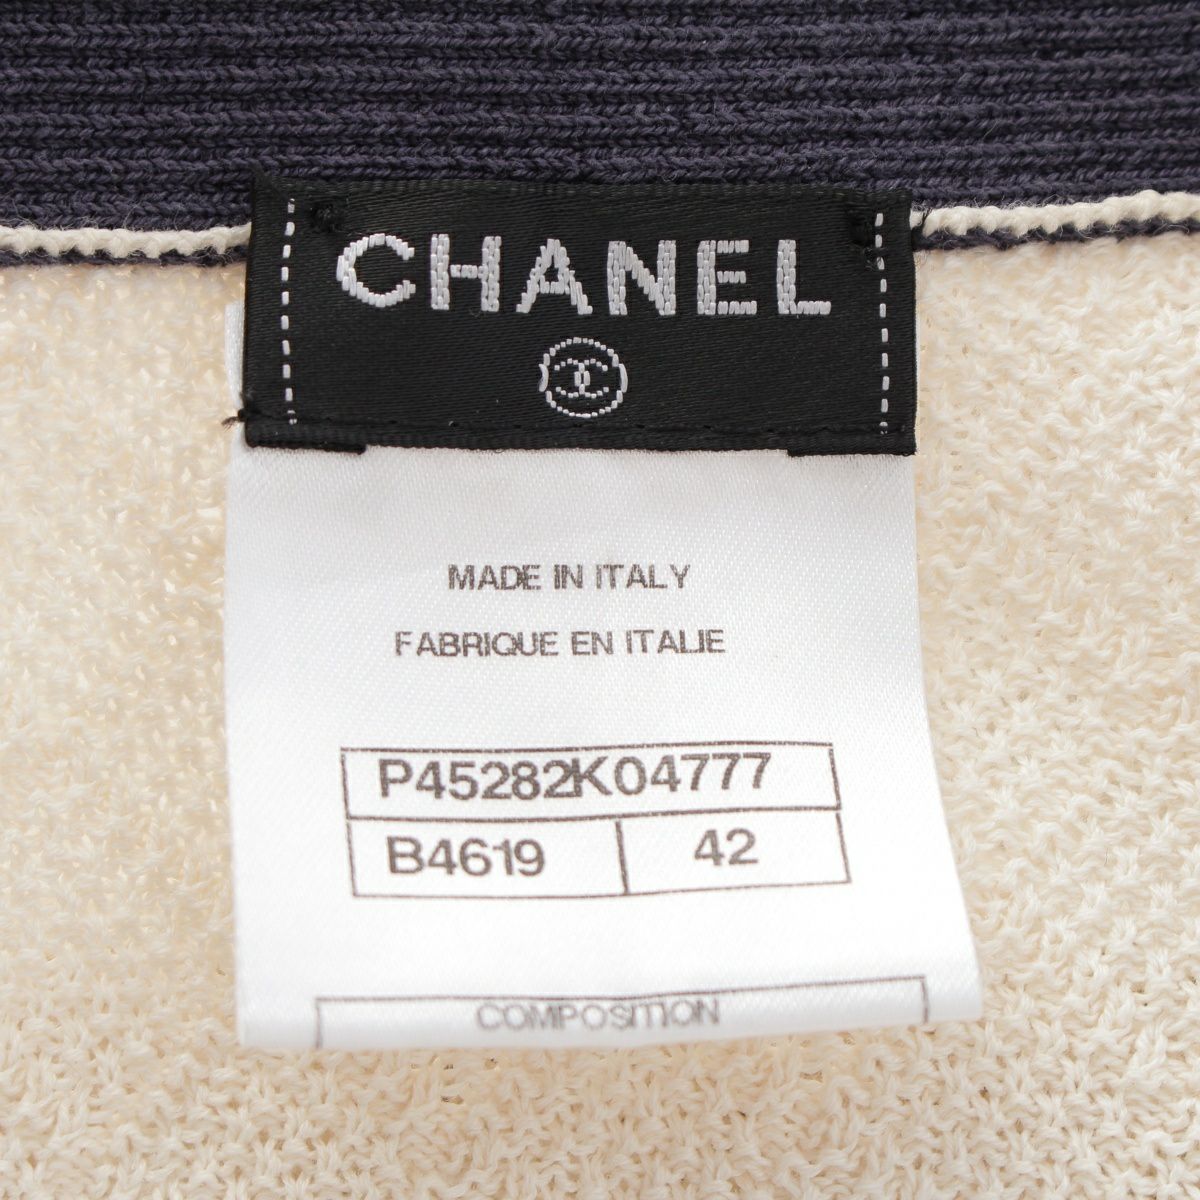 CHANEL
MADE IN ITALY
FABRIQUE EN ITALIE
P45282K04777
B4619 42
COMPOSITION